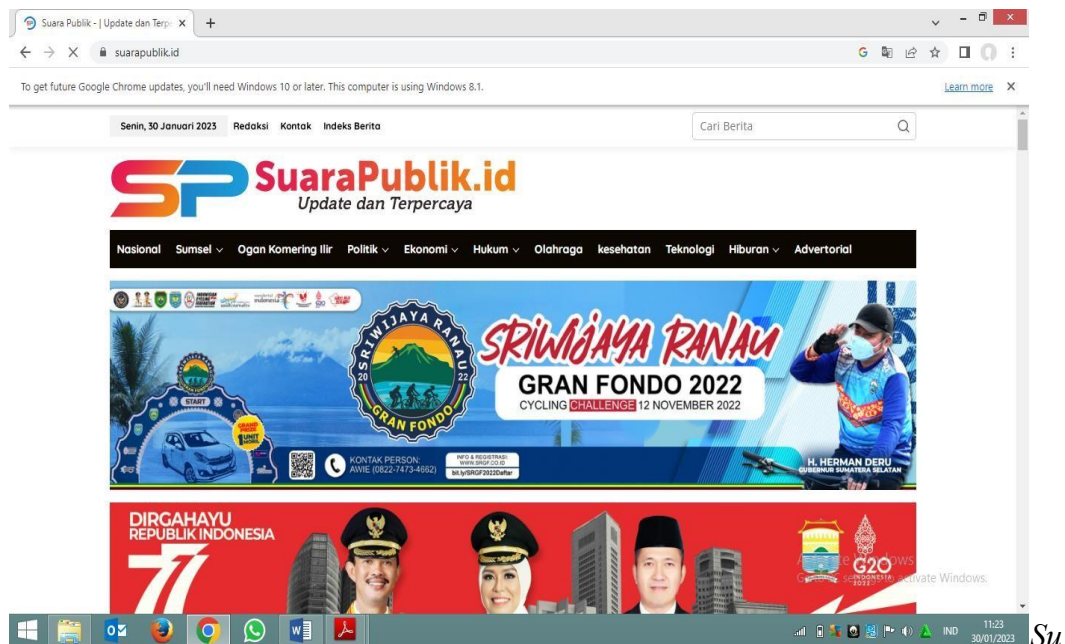 Suara Publik - | Update dan Terp
suarapublik.id
To get future Google Chrome updates, you'll need Windows 10 or later. This computer is using Windows 8.1.
Learn more
Senin, 30 Januari 2023 Redaksi Kontak Indeks Berita
Cari Berita
SP SuaraPublik.id
Update dan Terpercaya
Nasional Sumsel Ogan Komering Ilir Politik Ekonomi Hukum Olahraga kesehatan Teknologi Hiburan Advertorial
SRIWIJAYA RANAU
20 22
GRAN FONDO
START
GRAND
PRIZE
1 UNIT
MOBIL
SRIWIJAYA RANAU
GRAN FONDO 2022
CYCLING CHALLENGE 12 NOVEMBER 2022
KONTAK PERSON:
AWIE (0822-7473-4662)
INFO & REGISTRASI:
WWW.SRGF.CO.ID
bit.ly/SRGF2022Daftar
H. HERMAN DERU
GUBERNUR SUMATERA SELATAN
DIRGAHAYU
REPUBLIK INDONESIA
77
G20
INDONESIA
2022
activate Windows.
IND
11:23
30/01/2023
Su